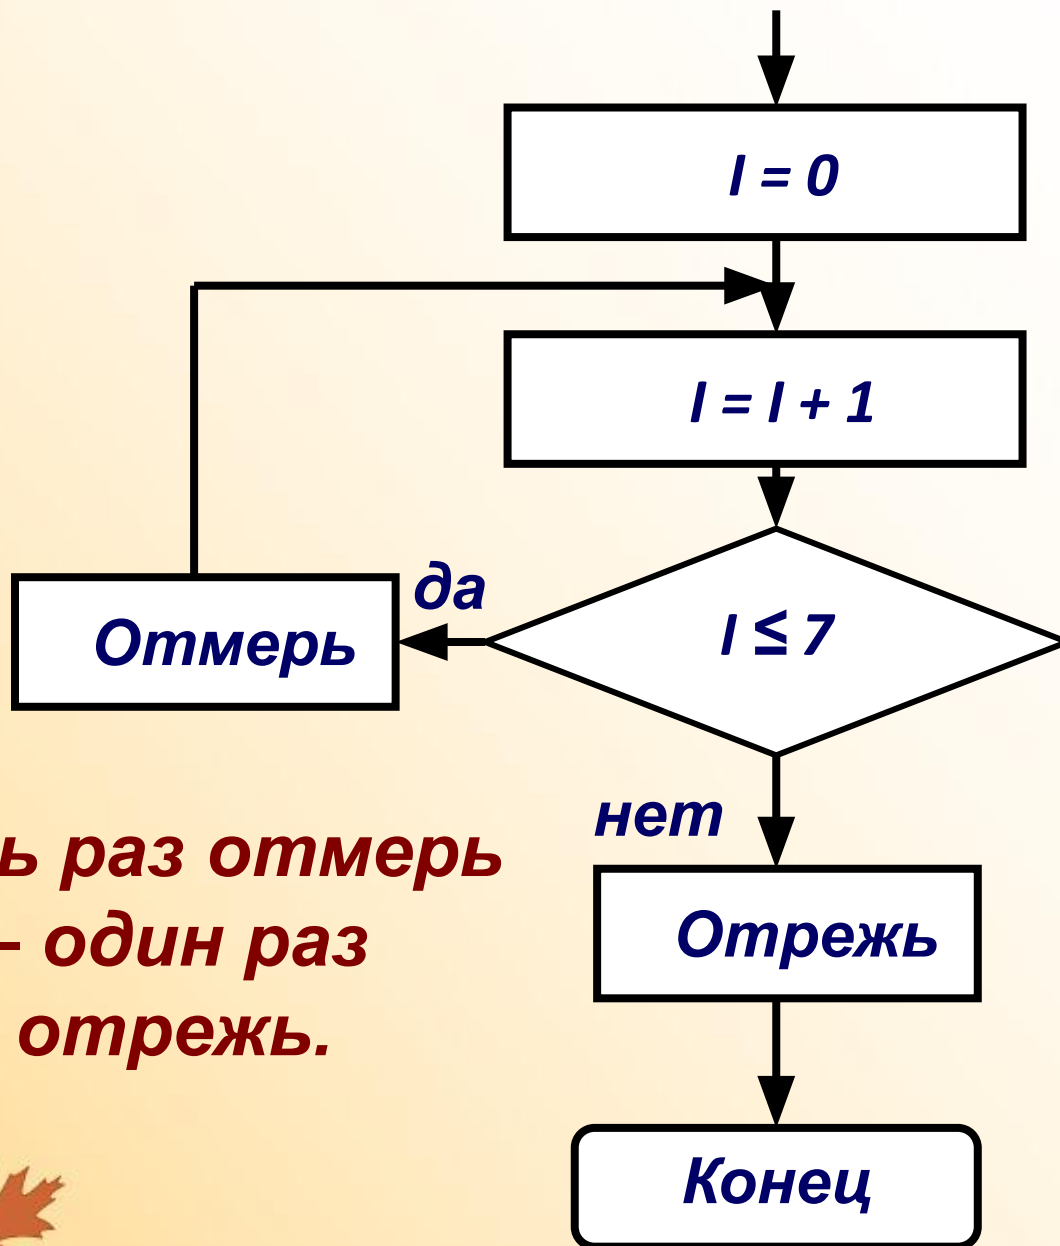 I = 0
I = I + 1
да
I ≤ 7
Отмерь
нет
раз отмерь
– один раз
отрежь.
Отрежь
Конец